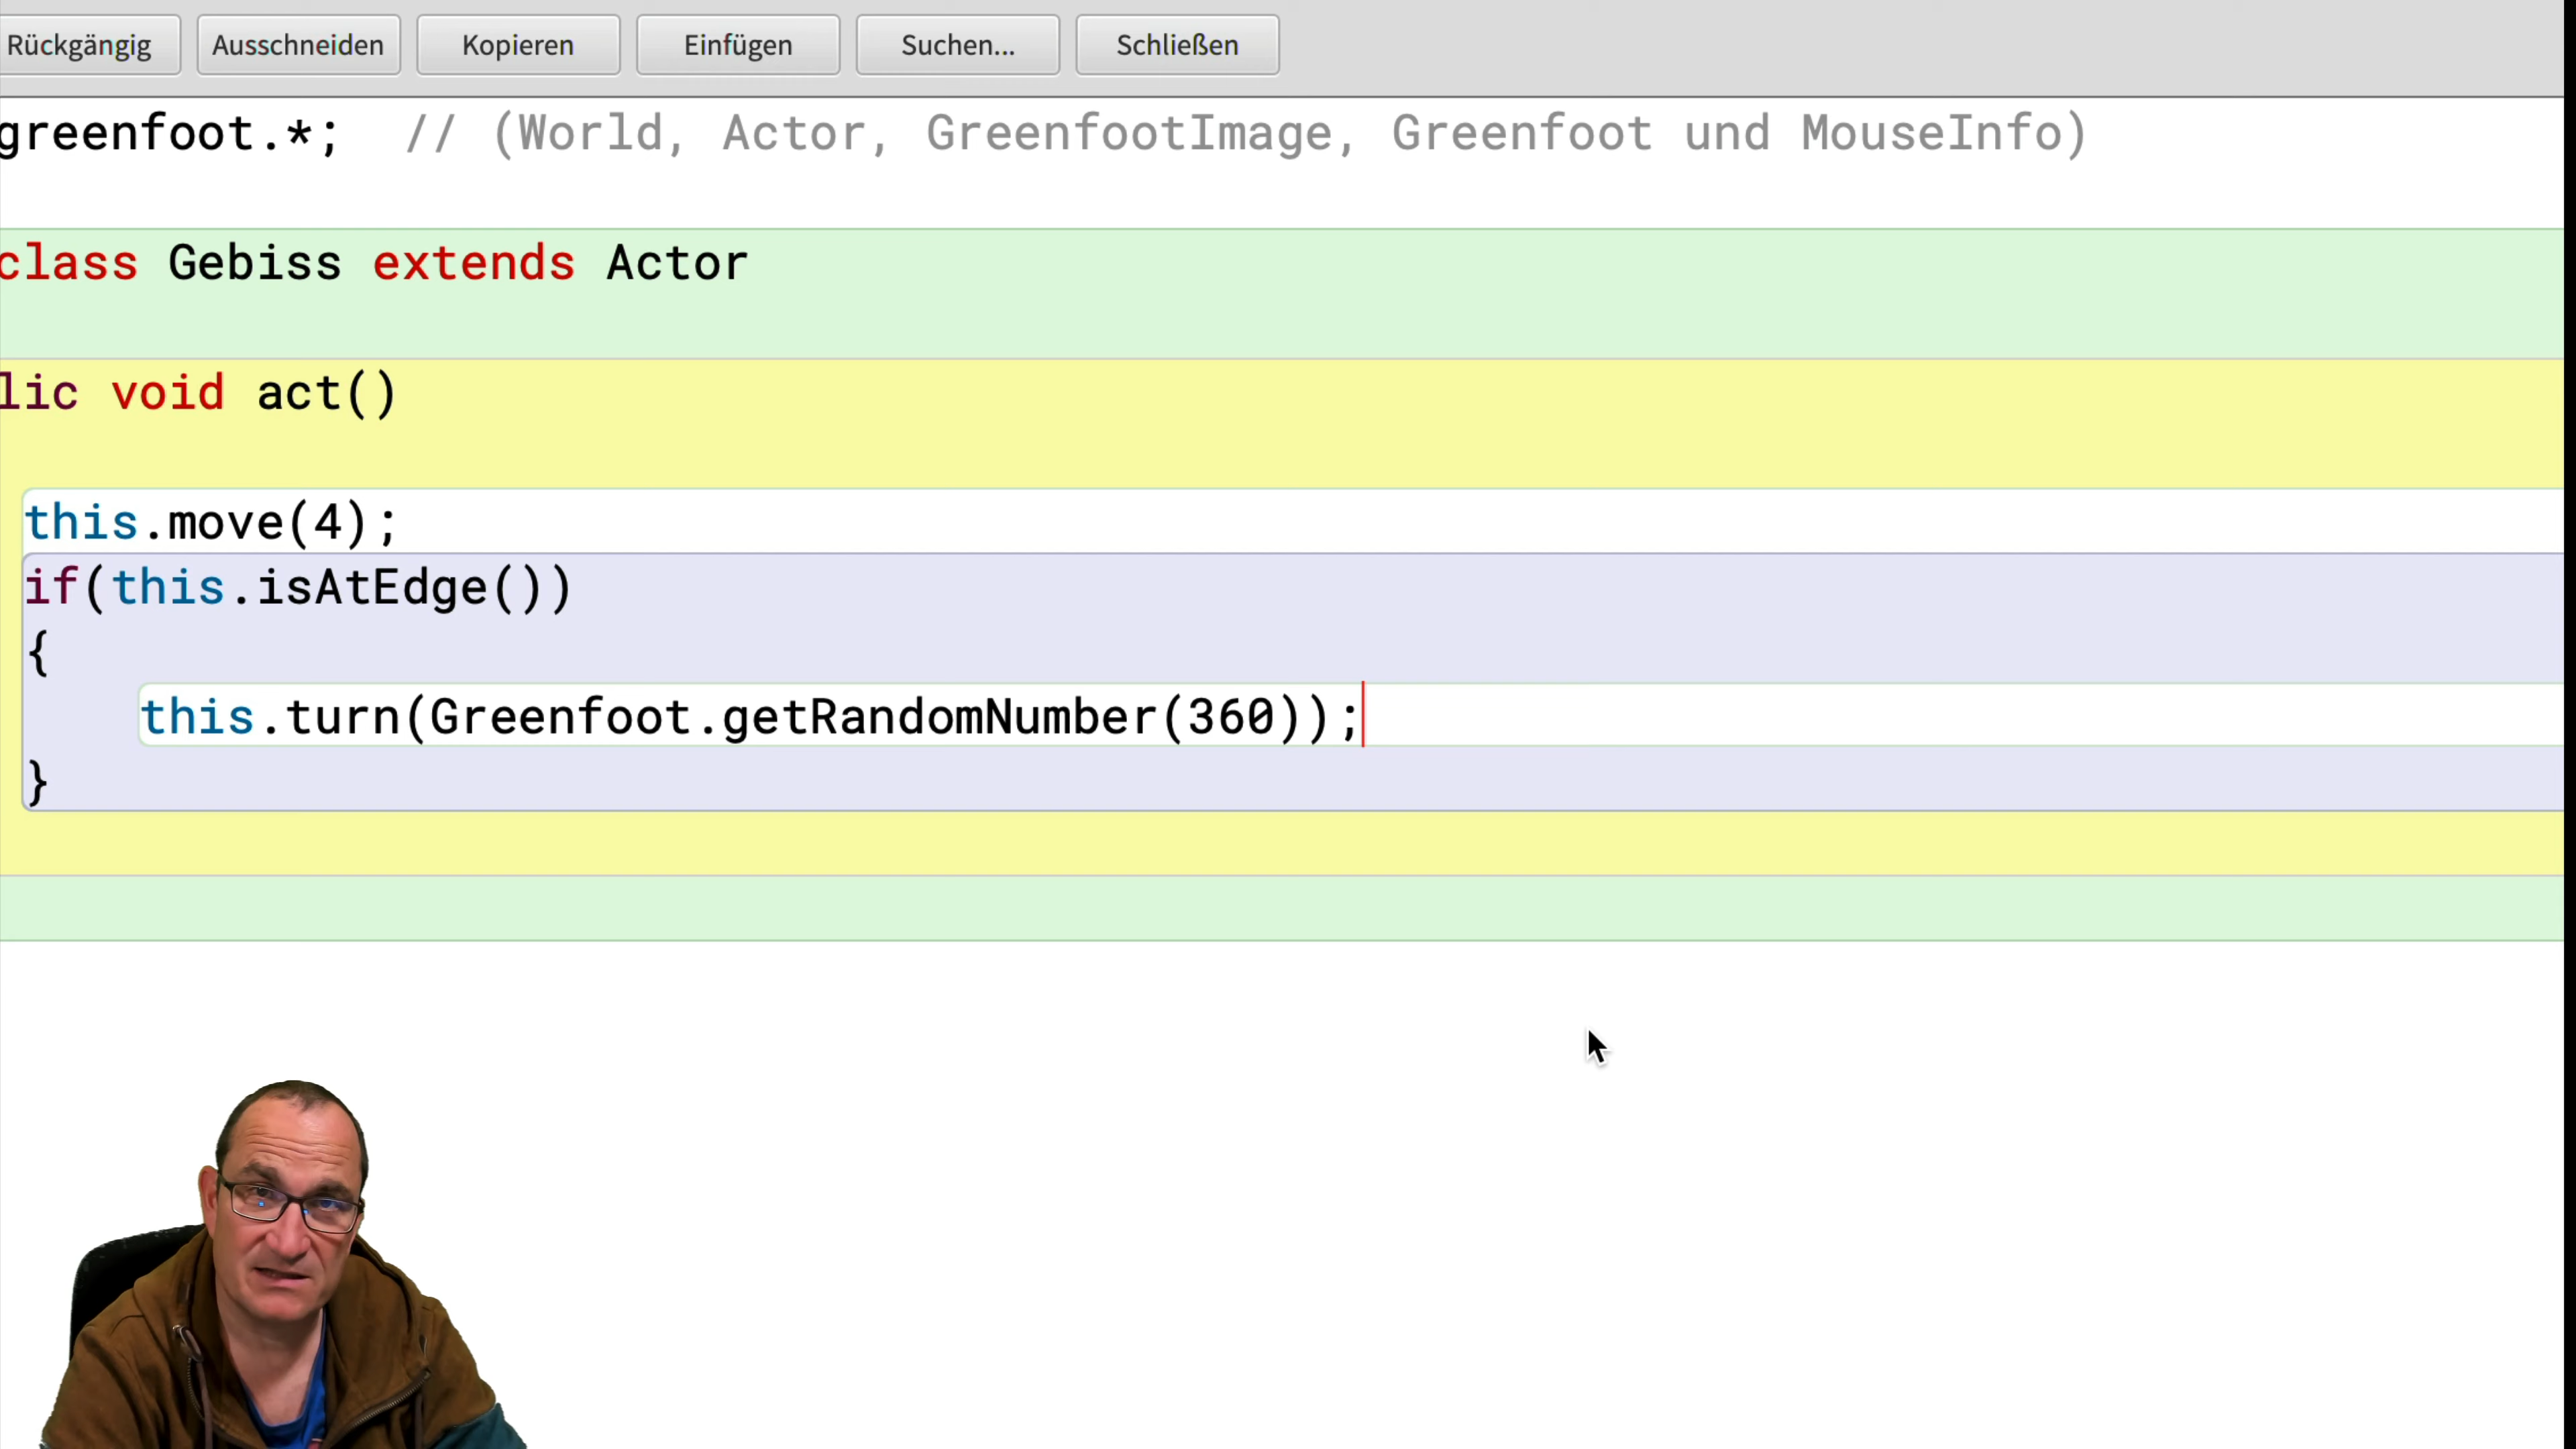 Rückgängig Ausschneiden Kopieren Einfügen Suchen... Schließen
greenfoot.*; // (World, Actor, GreenfootImage, Greenfoot und MouseInfo)
class Gebiss extends Actor
lic void act()
this.move(4);
if(this.isAtEdge())
{
this.turn(Greenfoot.getRandomNumber(360));
}